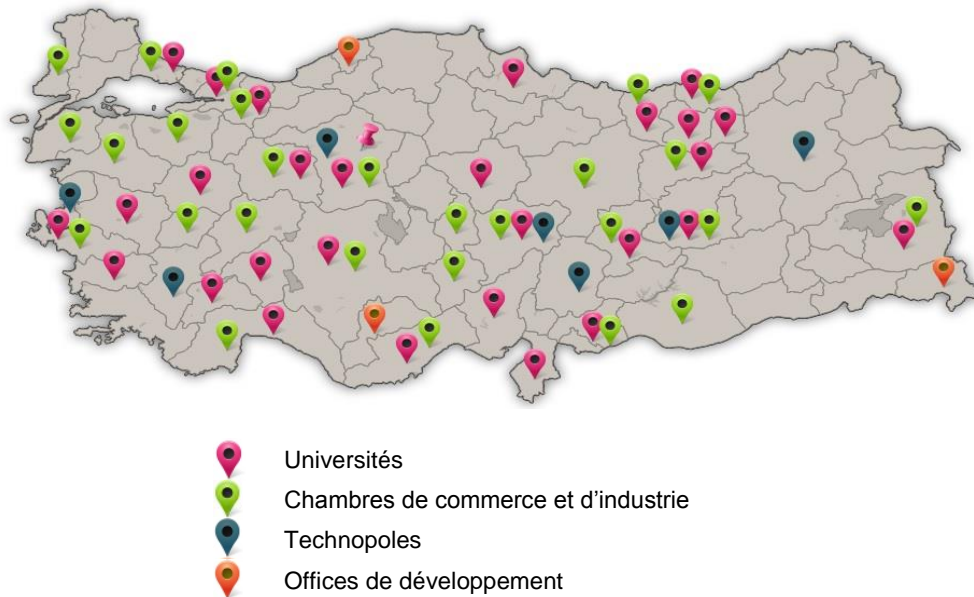 Universités
Chambres de commerce et d'industrie
Technopoles
Offices de développement